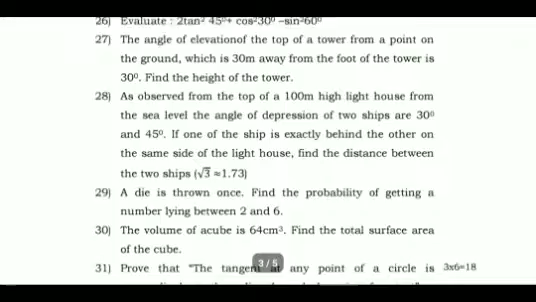 26) Evaluate : 2tan² 45⁰+ cos²30⁰ –sin²60⁰
27) The angle of elevationof the top of a tower from a point on
the ground, which is 30m away from the foot of the tower is
30⁰. Find the height of the tower.
28) As observed from the top of a 100m high light house from
the sea level the angle of depression of two ships are 30⁰
and 45⁰. If one of the ship is exactly behind the other on
the same side of the light house, find the distance between
the two ships (√3 ≈1.73)
29) A die is thrown once. Find the probability of getting a
number lying between 2 and 6.
30) The volume of acube is 64cm³. Find the total surface area
of the cube.
3 / 5
31) Prove that "The tangent at any point of a circle is 3x6=18